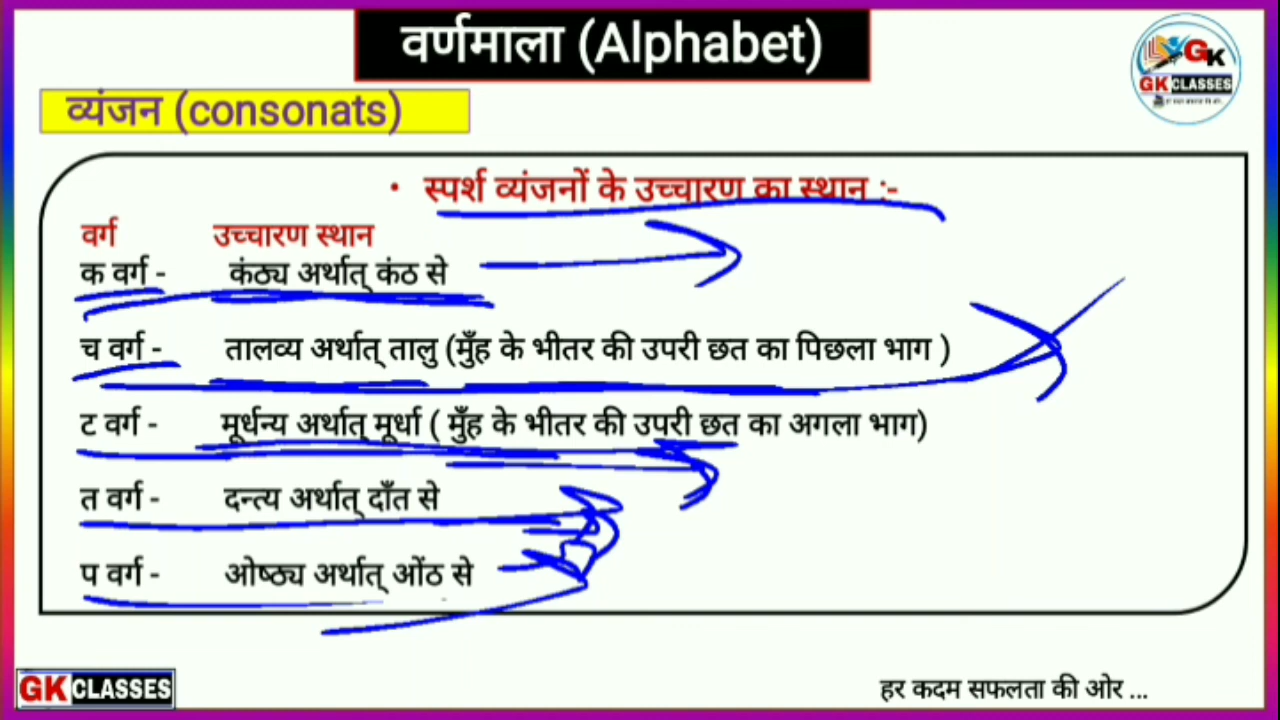 वर्णमाला (Alphabet)
GK
GK CLASSES
व्यंजन (consonats)
• स्पर्श व्यंजनों के उच्चारण का स्थान :-
वर्ग उच्चारण स्थान
क वर्ग - कंठ्य अर्थात् कंठ से
च वर्ग - तालव्य अर्थात् तालु (मुँह के भीतर की उपरी छत का पिछला भाग )
ट वर्ग - मूर्धन्य अर्थात् मूर्धा ( मुँह के भीतर की उपरी छत का अगला भाग)
त वर्ग - दन्त्य अर्थात् दाँत से
प वर्ग - ओष्ठ्य अर्थात् ओंठ से
GK CLASSES
हर कदम सफलता की ओर ...